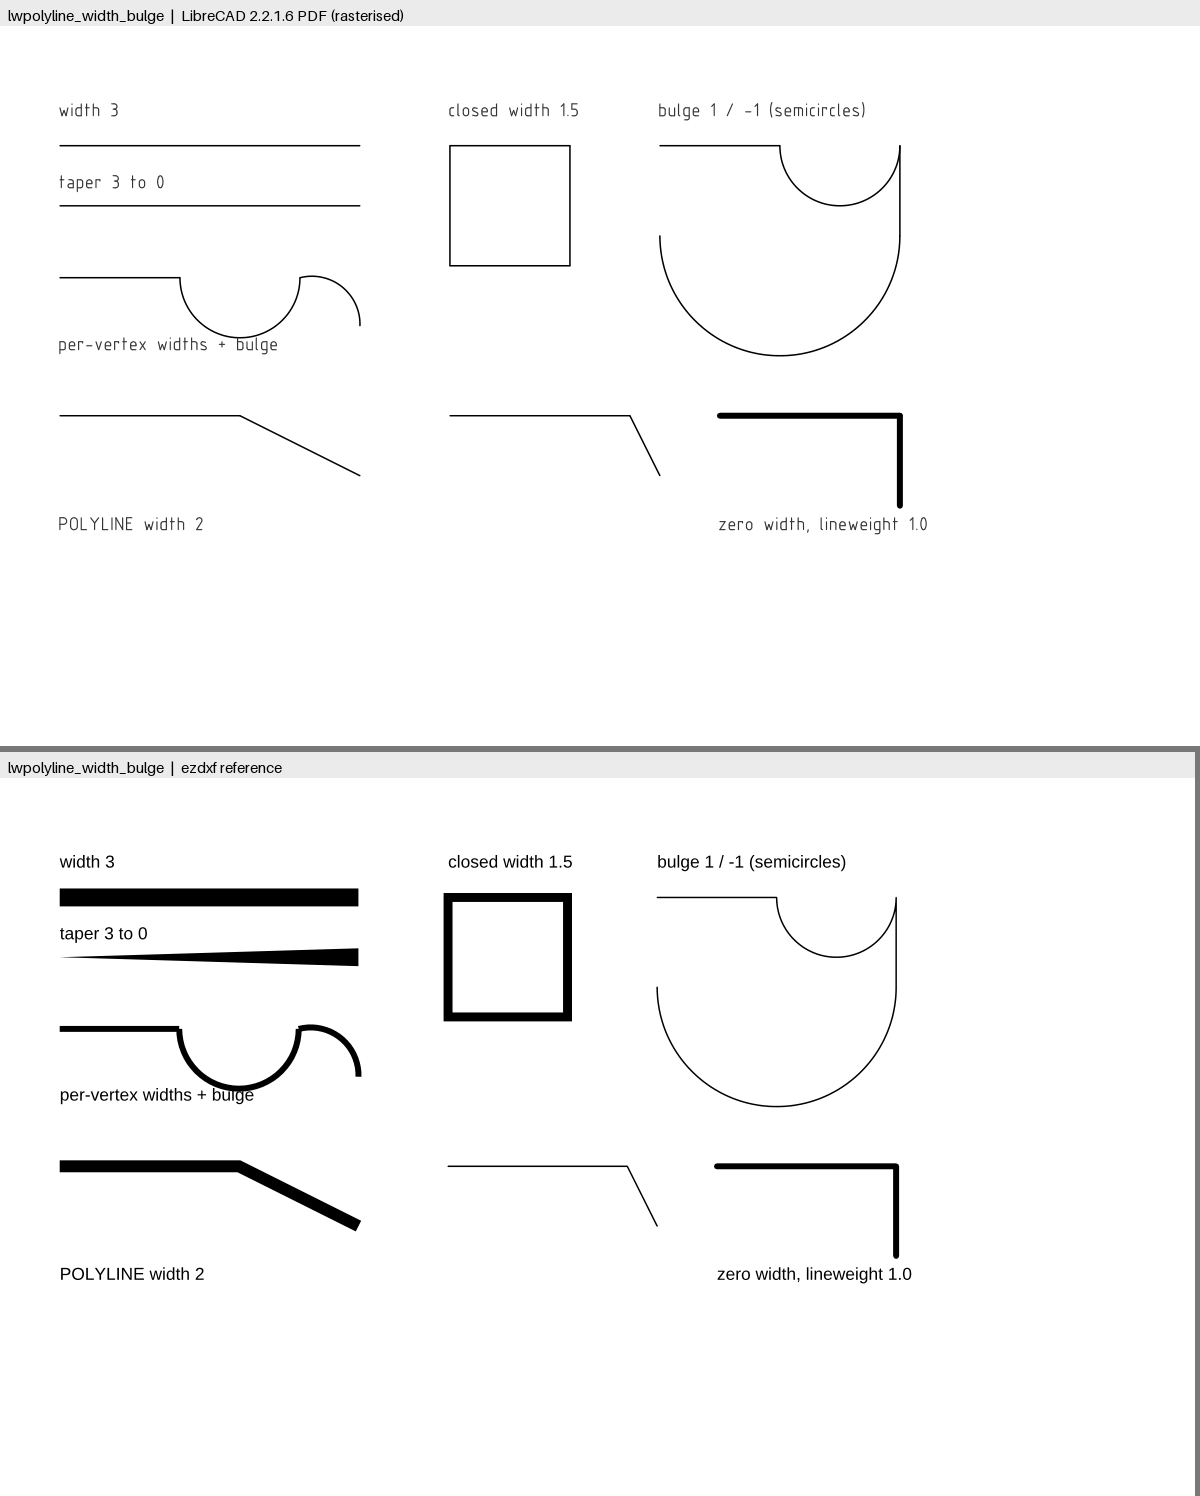 lwpolyline_width_bulge | LibreCAD 2.2.1.6 PDF (rasterised)
width 3
closed width 1.5
bulge 1 / -1 (semicircles)
taper 3 to 0
per-vertex widths + bulge
POLYLINE width 2
zero width, lineweight 1.0
lwpolyline_width_bulge | ezdxf reference
width 3
closed width 1.5
bulge 1 / -1 (semicircles)
taper 3 to 0
per-vertex widths + bulge
POLYLINE width 2
zero width, lineweight 1.0